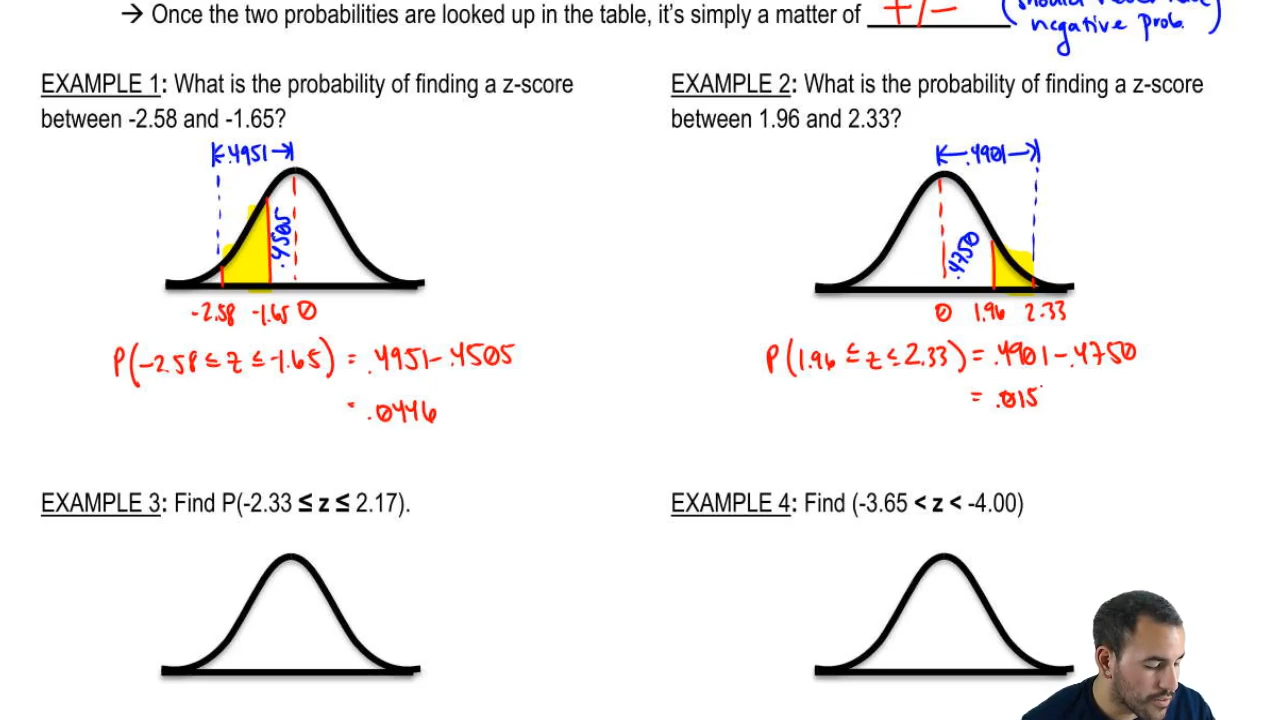 → Once the two probabilities are looked up in the table, it's simply a matter of +/-
negative prob.)
EXAMPLE 1: What is the probability of finding a z-score
between -2.58 and -1.65?
.4951
.4505
-2.58 -1.65 0
P(-2.58 ≤ z ≤ -1.65) = .4951-.4505
= .0446
EXAMPLE 2: What is the probability of finding a z-score
between 1.96 and 2.33?
.4901
.4750
0 1.96 2.33
P(1.96 ≤ z ≤ 2.33) = .4901-.4750
= .015
EXAMPLE 3: Find P(-2.33 ≤ z ≤ 2.17).
EXAMPLE 4: Find (-3.65 < z < -4.00)